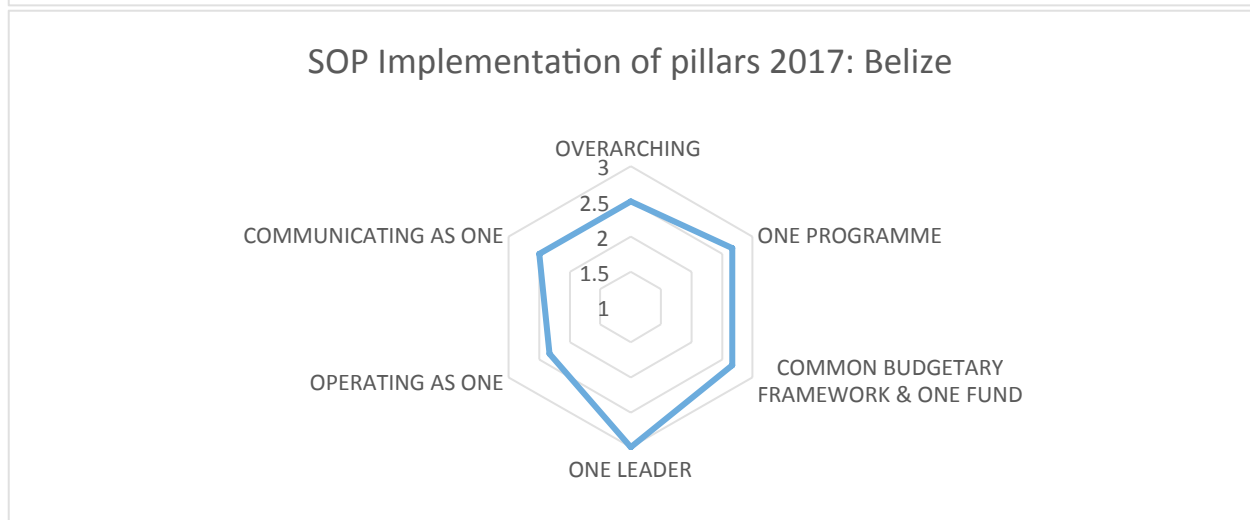 SOP Implementation of pillars 2017: Belize
OVERARCHING
3
2.5
2
1.5
1
ONE PROGRAMME
COMMON BUDGETARY
FRAMEWORK & ONE FUND
ONE LEADER
OPERATING AS ONE
COMMUNICATING AS ONE